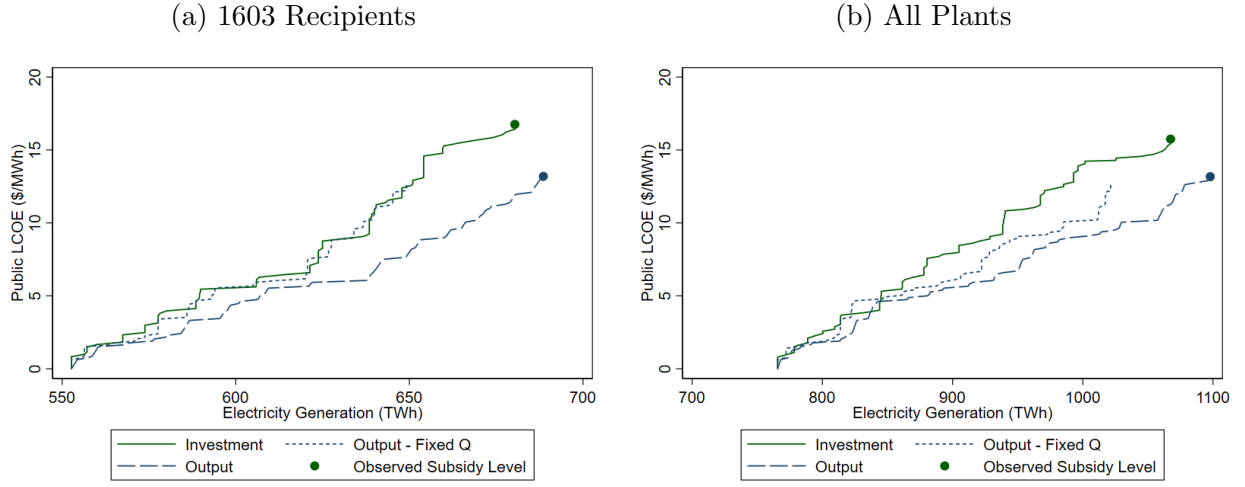 (a) 1603 Recipients
Public LCOE ($/MWh)
20
15
10
5
0
550
600
650
700
Electricity Generation (TWh)
Investment
Output - Fixed Q
Output
Observed Subsidy Level
(b) All Plants
Public LCOE ($/MWh)
20
15
10
5
0
700
800
900
1000
1100
Electricity Generation (TWh)
Investment
Output - Fixed Q
Output
Observed Subsidy Level